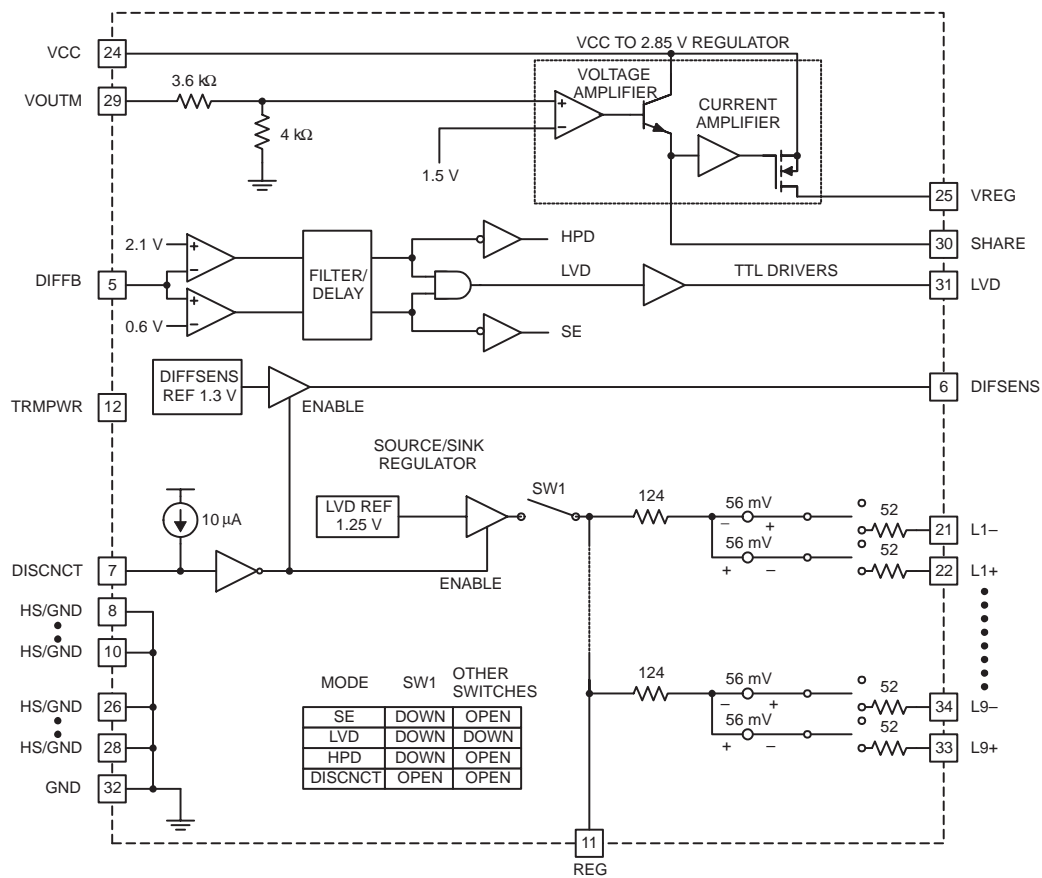 VCC
24
VCC TO 2.85 V REGULATOR
VOLTAGE
AMPLIFIER
3.6 kΩ
VOUTM
29
+
–
4 kΩ
CURRENT
AMPLIFIER
1.5 V
25
VREG
HPD
30
SHARE
2.1 V
+
–
LVD
TTL DRIVERS
DIFFB
5
FILTER/
DELAY
31
LVD
+
–
0.6 V
SE
DIFFSENS
REF 1.3 V
6
DIFSENS
TRMPWR
12
ENABLE
SOURCE/SINK
REGULATOR
SW1
124
56 mV
LVD REF
1.25 V
52
10 µA
– +
21
L1–
56 mV
52
DISCNCT
7
ENABLE
+ –
22
L1+
HS/GND
8
HS/GND
10
MODE
SW1
OTHER
SWITCHES
124
56 mV
52
HS/GND
26
– +
34
L9–
SE
DOWN
OPEN
56 mV
52
LVD
DOWN
DOWN
HS/GND
28
+ –
33
L9+
HPD
DOWN
OPEN
DISCNCT
OPEN
OPEN
GND
32
11
REG